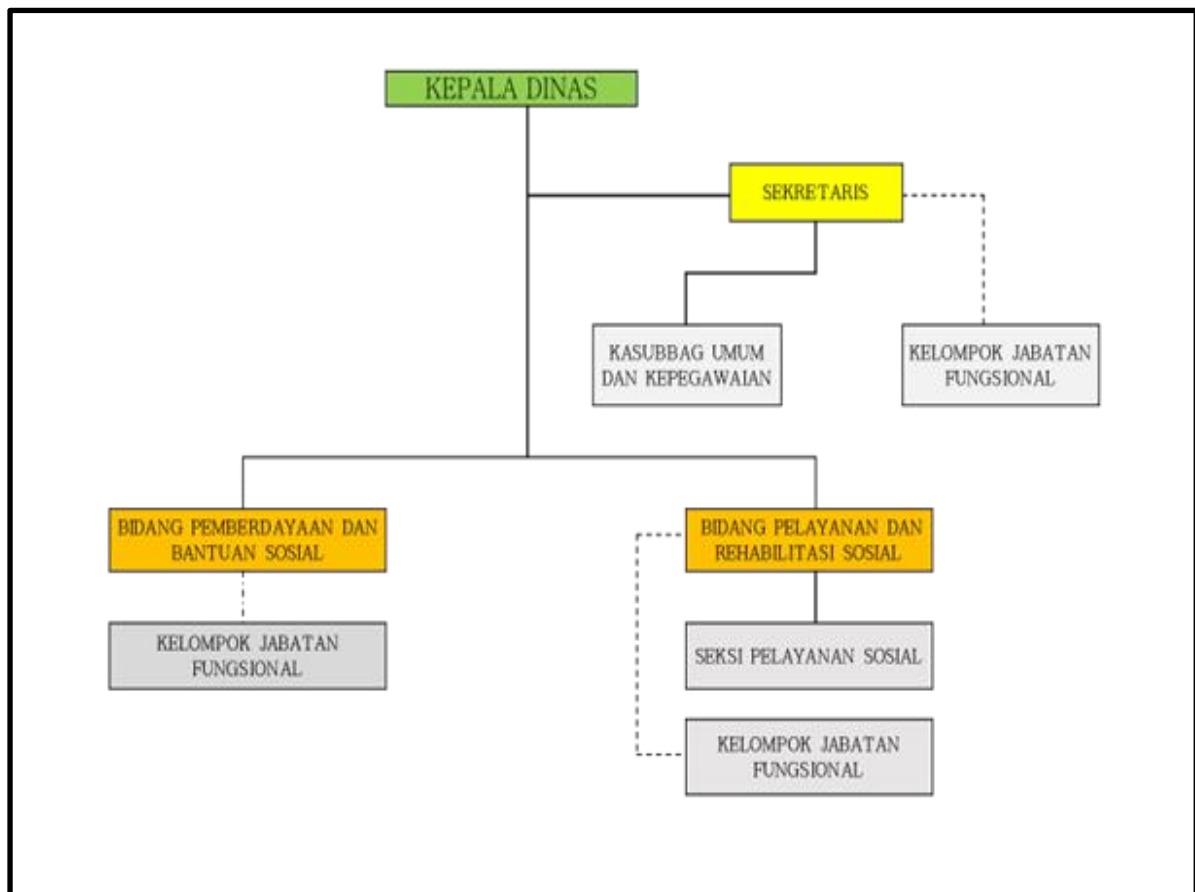 KEPALA DINAS
SEKRETARIS
KASUBBAG UMUM
DAN KEPEGAWAIAN
KELOMPOK JABATAN
FUNGSIONAL
BIDANG PEMBERDAYAAN DAN
BANTUAN SOSIAL
BIDANG PELAYANAN DAN
REHABILITASI SOSIAL
KELOMPOK JABATAN
FUNGSIONAL
SEKSI PELAYANAN SOSIAL
KELOMPOK JABATAN
FUNGSIONAL